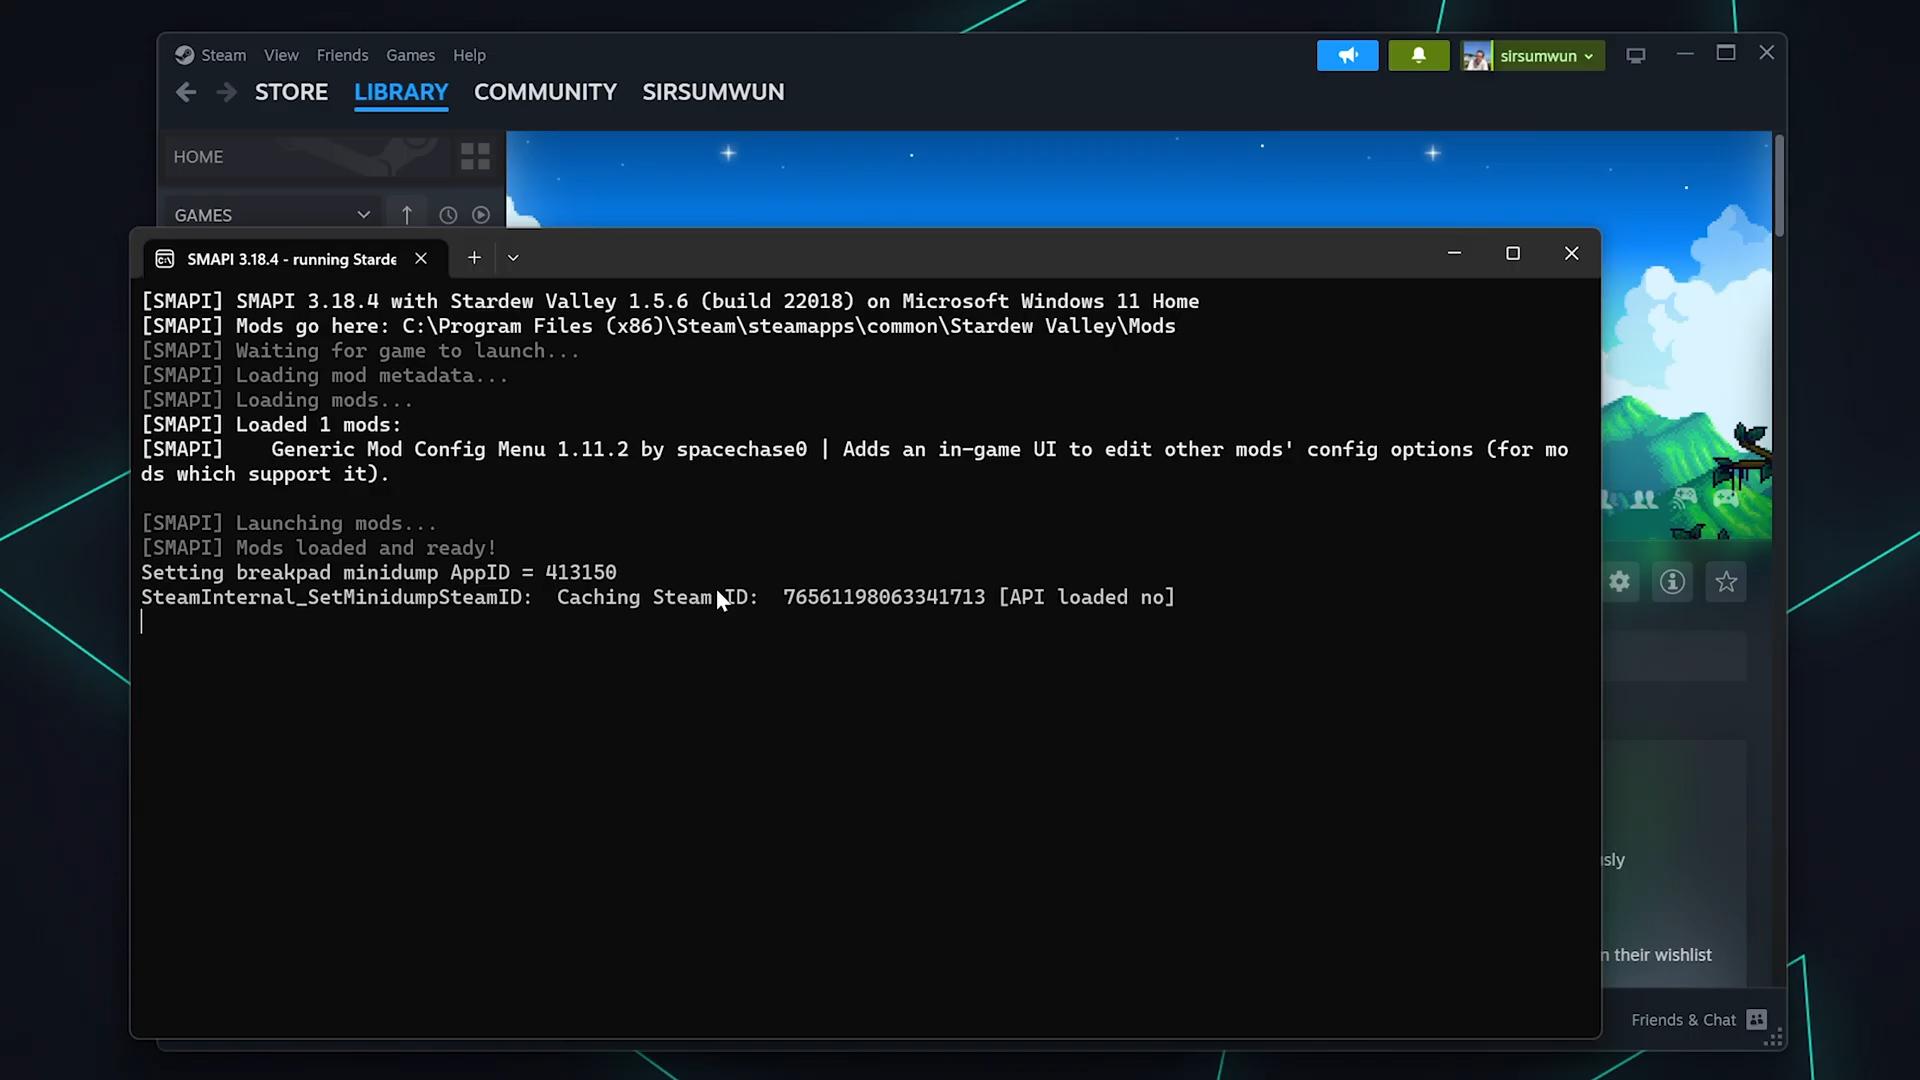 Steam View Friends Games Help
sirsumwun
STORE LIBRARY COMMUNITY SIRSUMWUN
HOME
GAMES
SMAPI 3.18.4 - running Starde
[SMAPI] SMAPI 3.18.4 with Stardew Valley 1.5.6 (build 22018) on Microsoft Windows 11 Home
[SMAPI] Mods go here: C:\Program Files (x86)\Steam\steamapps\common\Stardew Valley\Mods
[SMAPI] Waiting for game to launch...
[SMAPI] Loading mod metadata...
[SMAPI] Loading mods...
[SMAPI] Loaded 1 mods:
[SMAPI]    Generic Mod Config Menu 1.11.2 by spacechase0 | Adds an in-game UI to edit other mods' config options (for mo
ds which support it).
[SMAPI] Launching mods...
[SMAPI] Mods loaded and ready!
Setting breakpad minidump AppID = 413150
SteamInternal_SetMinidumpSteamID:  Caching Steam ID:  76561198063341713 [API loaded no]
sly
n their wishlist
Friends & Chat